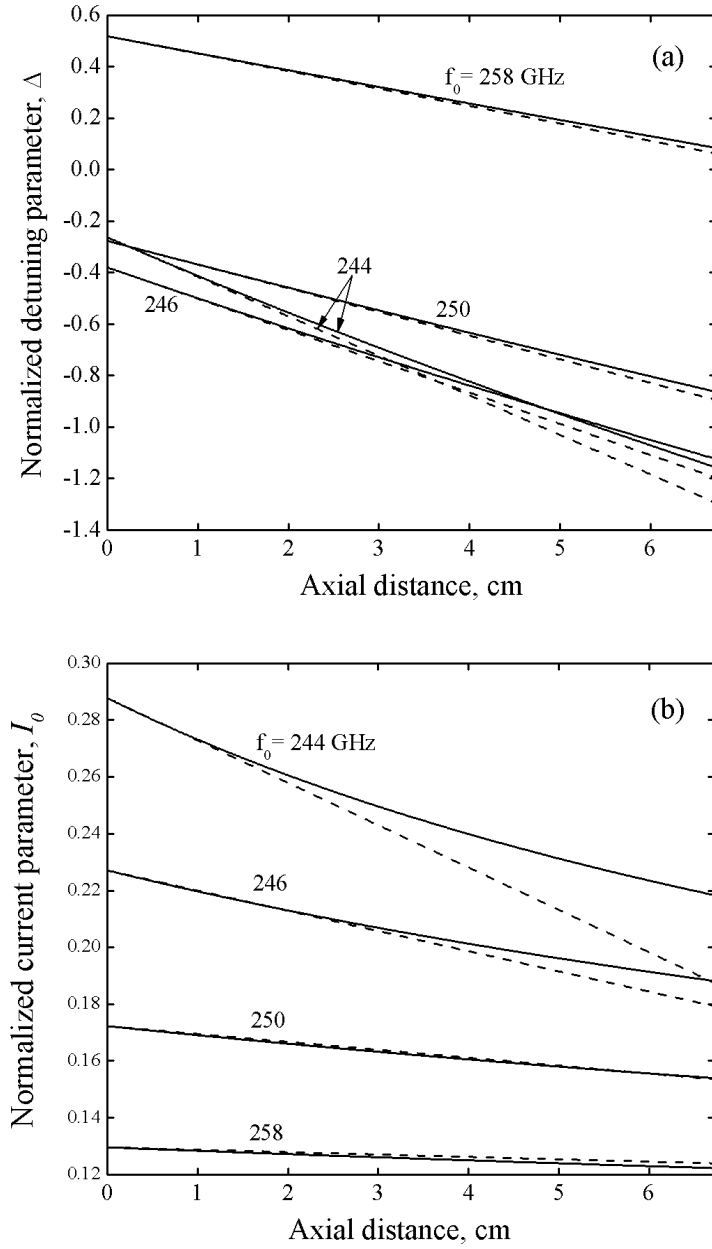 (a)
Normalized detuning parameter, Δ
0.6
0.4
0.2
0.0
-0.2
-0.4
-0.6
-0.8
-1.0
-1.2
-1.4
f₀= 258 GHz
244
246
250
0 1 2 3 4 5 6
Axial distance, cm
(b)
Normalized current parameter, I₀
0.30
0.28
0.26
0.24
0.22
0.20
0.18
0.16
0.14
0.12
f₀= 244 GHz
246
250
258
0 1 2 3 4 5 6
Axial distance, cm